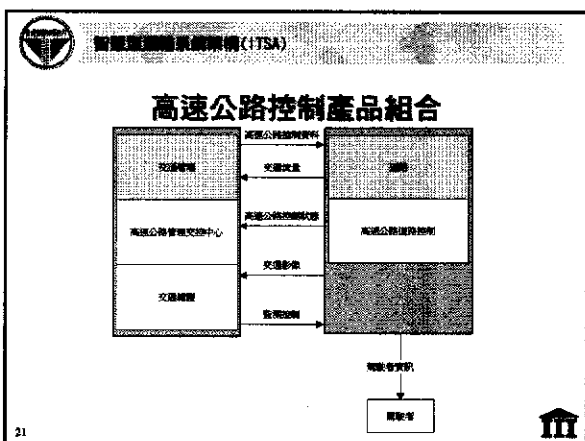 智慧型運輸系統架構(ITSA)
高速公路控制產品組合
高速公路控制資料
交通管理
交通流量
道路
高速公路控制狀態
高速公路管理交控中心
高速公路道路控制
交通影像
交通維護
監視控制
駕駛者資訊
駕駛者
21